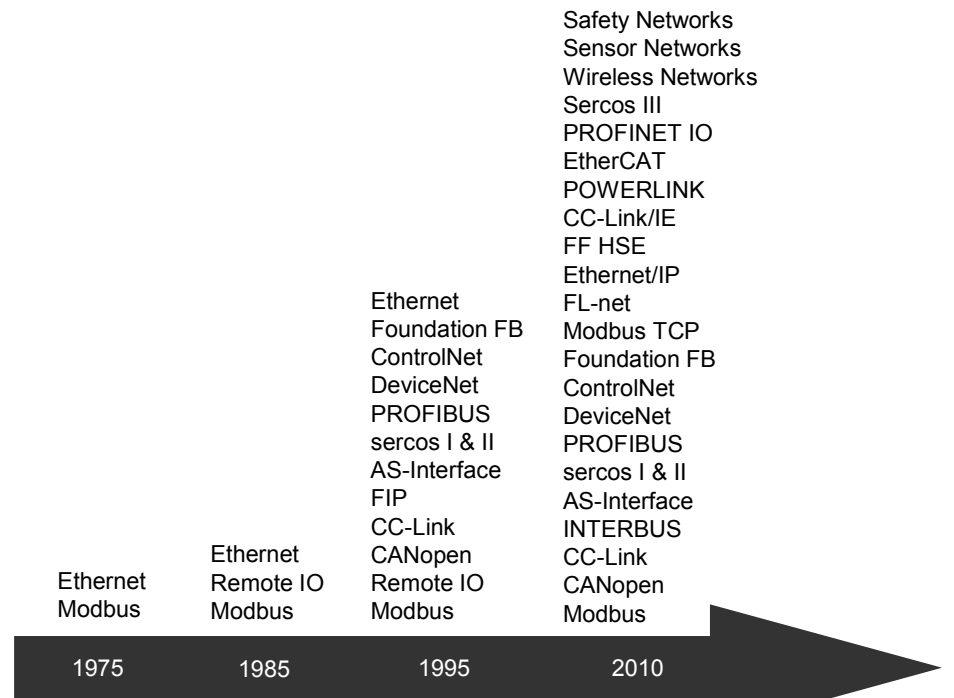 Ethernet
Modbus
Ethernet
Remote IO
Modbus
Ethernet
Foundation FB
ControlNet
DeviceNet
PROFIBUS
sercos I & II
AS-Interface
FIP
CC-Link
CANopen
Remote IO
Modbus
Safety Networks
Sensor Networks
Wireless Networks
Sercos III
PROFINET IO
EtherCAT
POWERLINK
CC-Link/IE
FF HSE
Ethernet/IP
FL-net
Modbus TCP
Foundation FB
ControlNet
DeviceNet
PROFIBUS
sercos I & II
AS-Interface
INTERBUS
CC-Link
CANopen
Modbus
1975 1985 1995 2010